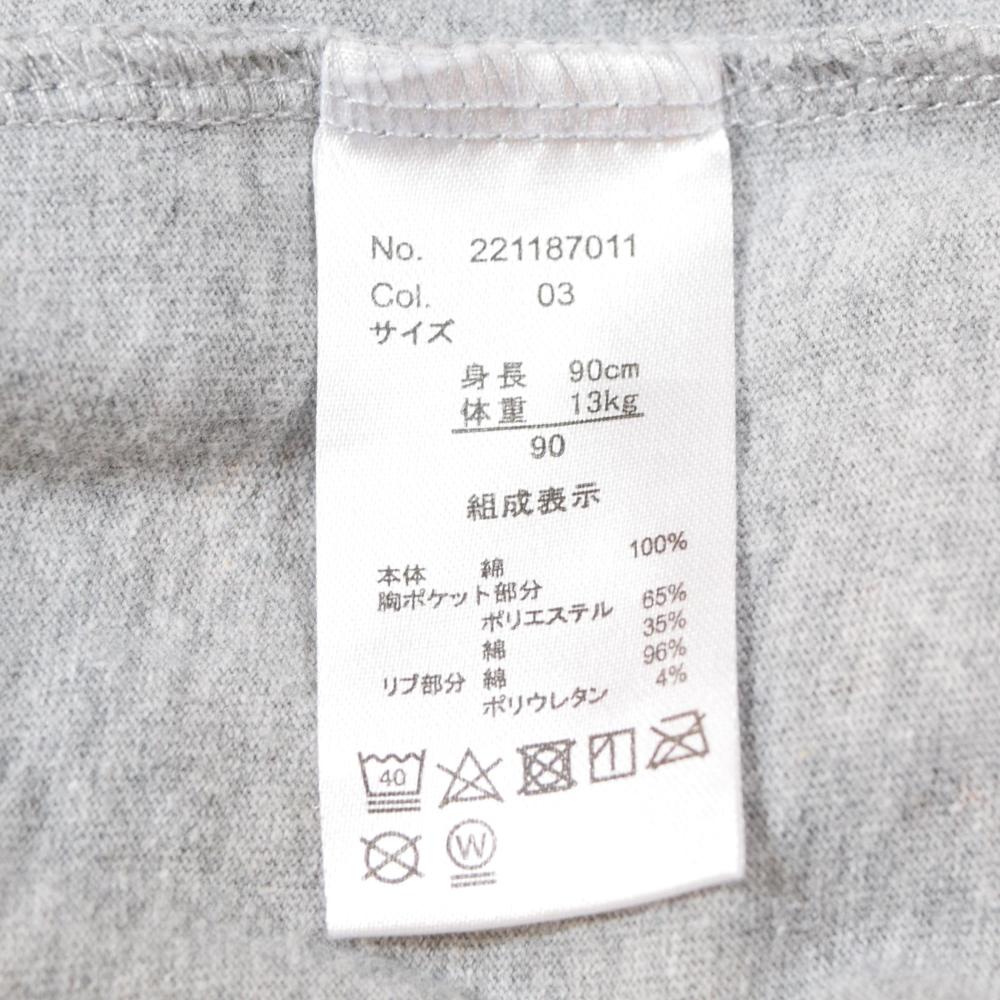 No. 221187011
Col. 03
サイズ
身長 90cm
体重 13kg
90
組成表示
本体 綿 100%
胸ポケット部分
ポリエステル 65%
綿 35%
リブ部分 綿 96%
ポリウレタン 4%
40
W